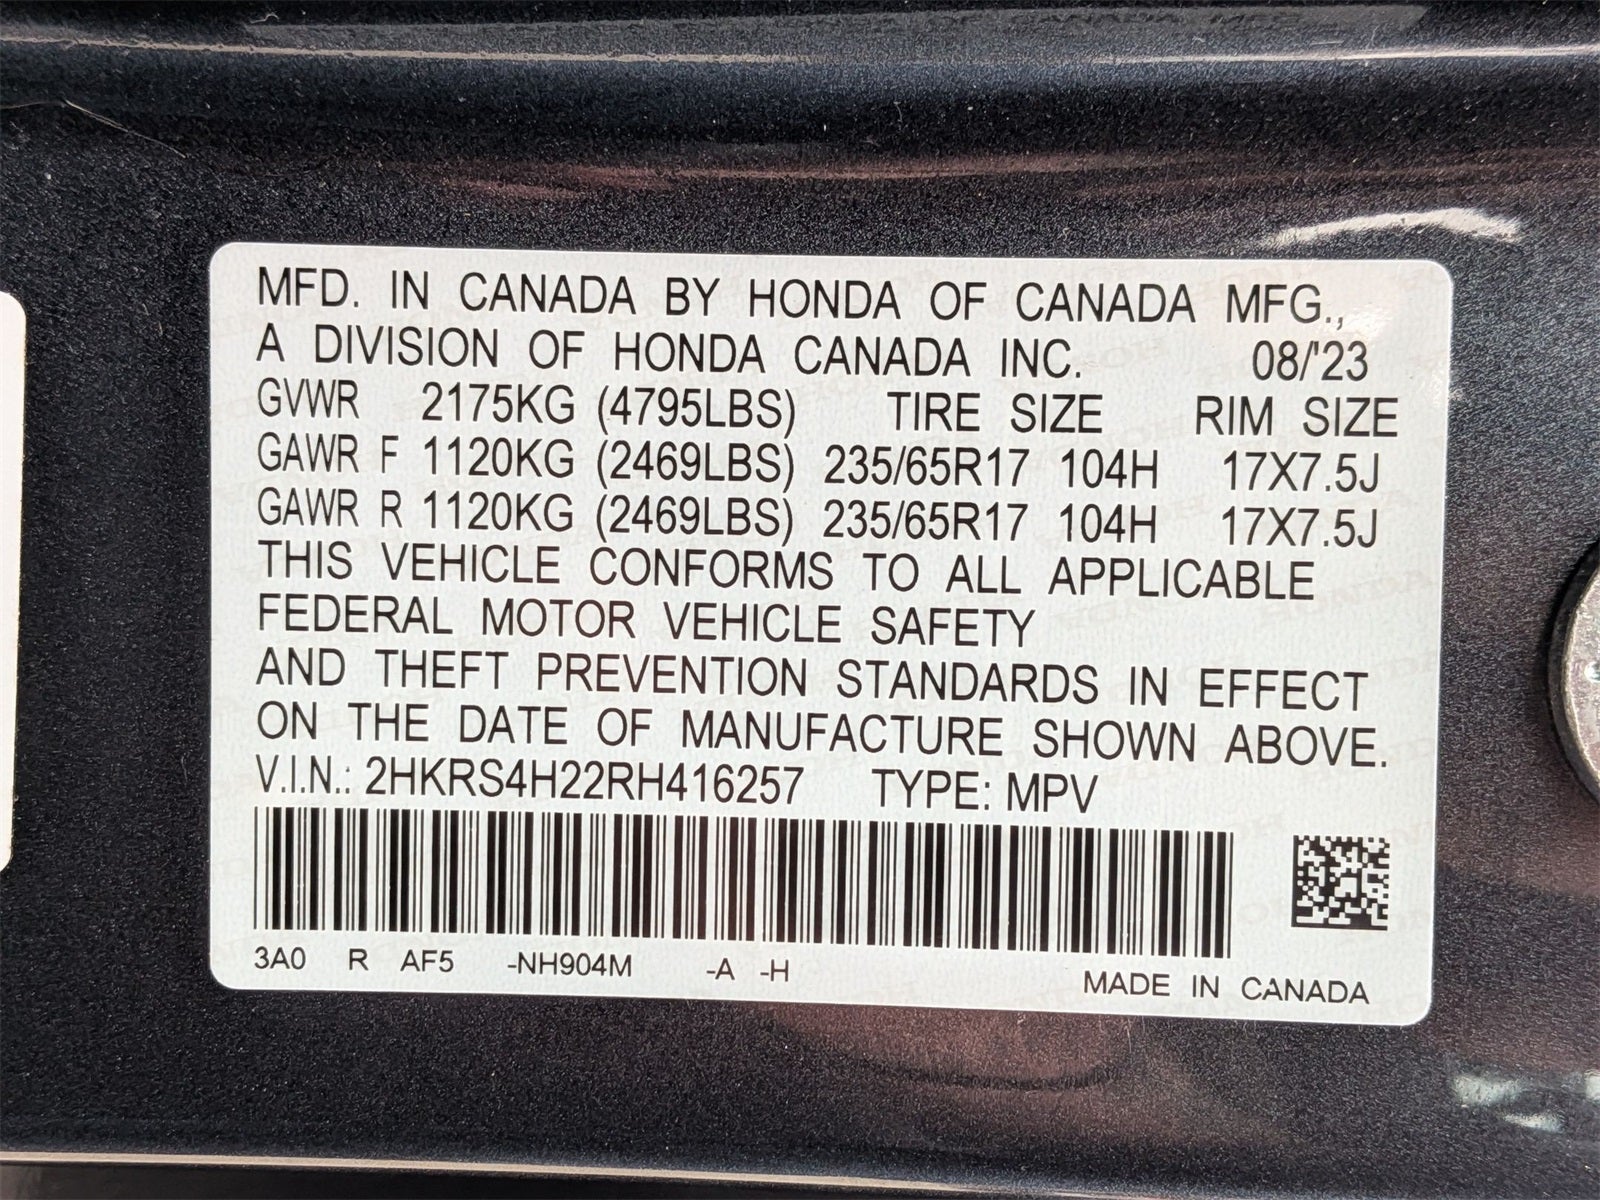 MFD. IN CANADA BY HONDA OF CANADA MFG.,
A DIVISION OF HONDA CANADA INC. 08/'23
GVWR 2175KG (4795LBS) TIRE SIZE RIM SIZE
GAWR F 1120KG (2469LBS) 235/65R17 104H 17X7.5J
GAWR R 1120KG (2469LBS) 235/65R17 104H 17X7.5J
THIS VEHICLE CONFORMS TO ALL APPLICABLE
FEDERAL MOTOR VEHICLE SAFETY
AND THEFT PREVENTION STANDARDS IN EFFECT
ON THE DATE OF MANUFACTURE SHOWN ABOVE.
V.I.N.: 2HKRS4H22RH416257 TYPE: MPV
3A0 R AF5 -NH904M -A -H
MADE IN CANADA